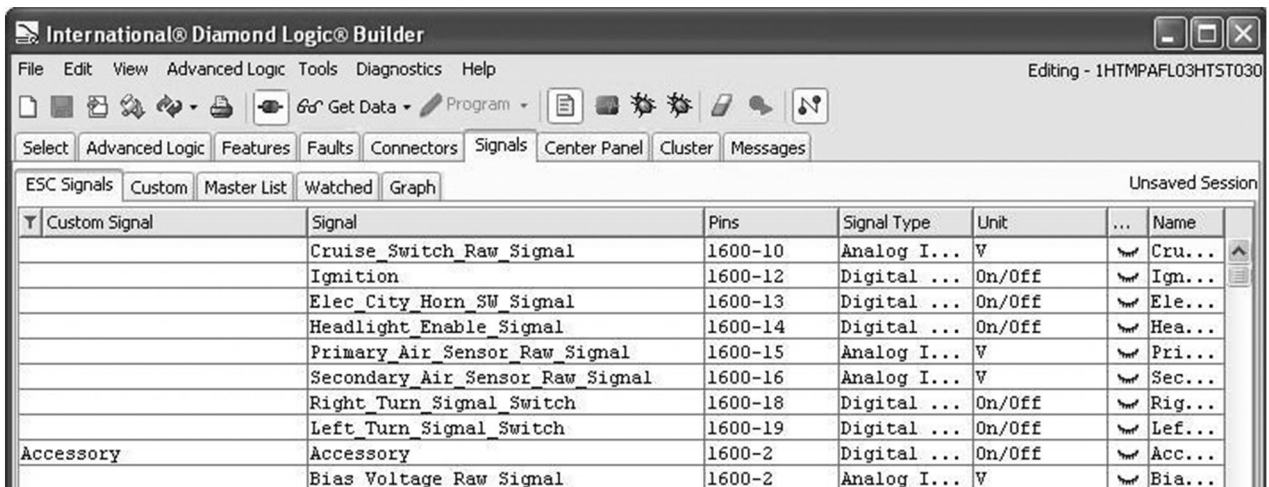 International® Diamond Logic® Builder
File Edit View Advanced Logic Tools Diagnostics Help Editing - 1HTMPAFL03HTST030
Get Data Program
Select Advanced Logic Features Faults Connectors Signals Center Panel Cluster Messages
ESC Signals Custom Master List Watched Graph Unsaved Session
Custom Signal Signal Pins Signal Type Unit ... Name
Cruise_Switch_Raw_Signal 1600-10 Analog I... V Cru...
Ignition 1600-12 Digital ... On/Off Ign...
Elec_City_Horn_SW_Signal 1600-13 Digital ... On/Off Ele...
Headlight_Enable_Signal 1600-14 Digital ... On/Off Hea...
Primary_Air_Sensor_Raw_Signal 1600-15 Analog I... V Pri...
Secondary_Air_Sensor_Raw_Signal 1600-16 Analog I... V Sec...
Right_Turn_Signal_Switch 1600-18 Digital ... On/Off Rig...
Left_Turn_Signal_Switch 1600-19 Digital ... On/Off Lef...
Accessory Accessory 1600-2 Digital ... On/Off Acc...
Bias_Voltage_Raw_Signal 1600-2 Analog I... V Bia...